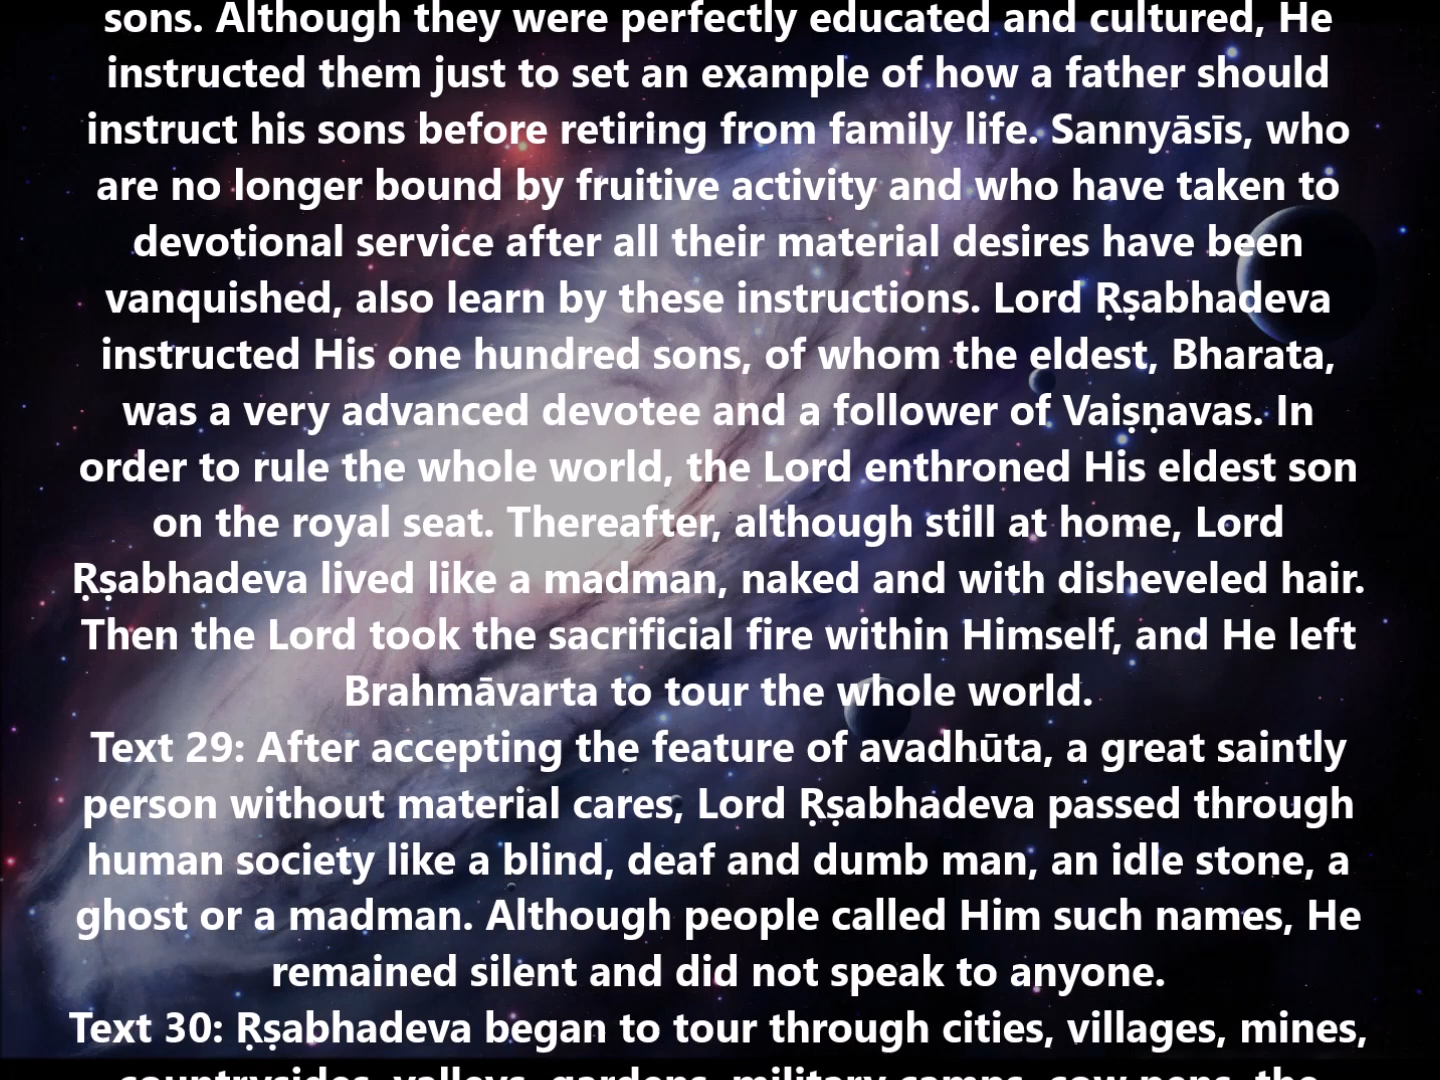 sons. Although they were perfectly educated and cultured, He
instructed them just to set an example of how a father should
instruct his sons before retiring from family life. Sannyāsīs, who
are no longer bound by fruitive activity and who have taken to
devotional service after all their material desires have been
vanquished, also learn by these instructions. Lord Ṛṣabhadeva
instructed His one hundred sons, of whom the eldest, Bharata,
was a very advanced devotee and a follower of Vaiṣṇavas. In
order to rule the whole world, the Lord enthroned His eldest son
on the royal seat. Thereafter, although still at home, Lord
Ṛṣabhadeva lived like a madman, naked and with disheveled hair.
Then the Lord took the sacrificial fire within Himself, and He left
Brahmāvarta to tour the whole world.
Text 29: After accepting the feature of avadhūta, a great saintly
person without material cares, Lord Ṛṣabhadeva passed through
human society like a blind, deaf and dumb man, an idle stone, a
ghost or a madman. Although people called Him such names, He
remained silent and did not speak to anyone.
Text 30: Ṛṣabhadeva began to tour through cities, villages, mines,
countrysides, valleys, gardens, military camps, cow pens, the